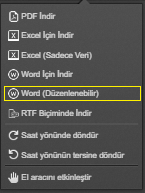 PDF İndir
Excel İçin İndir
Excel (Sadece Veri)
Word İçin İndir
Word (Düzenlenebilir)
RTF Biçiminde İndir
Saat yönünde döndür
Saat yönünün tersine döndür
El aracını etkinleştir